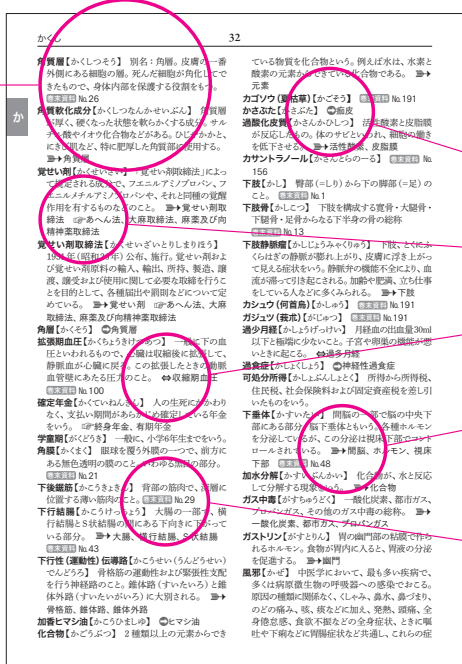 かくし
32
か
角質層【かくしつそう】 別名：角層。皮膚の一番
外側にある細胞の層。死んだ細胞が角化してで
きたもので、身体内部を保護する役割をもつ。
巻末資料 No.26
角質軟化成分【かくしつなんかせいぶん】 角質層
が厚く、硬くなった状態を軟らかくする成分。サリ
チル酸やイオウ化合物などがある。ひじやかかと、
にきび肌など、特に肥厚した角質部に使用する。
角質層
覚せい剤【かくせいざい】 「覚せい剤取締法」によっ
て規定される成分で、フエニルアミノプロパン、フ
エニルメチルアミノプロパンや、それと同種の覚醒
作用を有するものなどのこと。 覚せい剤取
締法 あへん法、大麻取締法、麻薬及び向
精神薬取締法
覚せい剤取締法【かくせいざいとりしまりほう】
1951年(昭和26年)公布、施行。覚せい剤およ
び覚せい剤原料の輸入、輸出、所持、製造、譲
渡、譲受および使用に関して必要な取締を行うこ
とを目的として、各種届出や罰則などについて定
めている。 覚せい剤 あへん法、大麻
取締法、麻薬及び向精神薬取締法
角層【かくそう】 角質層
拡張期血圧【かくちょうきけつあつ】 一般に下の血
圧といわれるもので、心臓は収縮後に拡張して、
静脈血が心臓に戻る。この拡張したときの動脈
血管壁にあたる圧力のこと。 ⇔収縮期血圧
巻末資料 No.100
確定年金【かくていねんきん】 人の生死にかかわり
なく、支払い期間があらかじめ確定している年金
をいう。 終身年金、有期年金
学童期【がくどうき】 一般に、小学6年生までをいう。
角膜【かくまく】 眼球を覆う外膜の一つで、前方に
ある無色透明の膜のこと。いわゆる黒目の部分。
巻末資料 No.21
下後鋸筋【かこうきょきん】 背部の筋肉で、深層に
位置する薄い筋肉のこと。 巻末資料 No.29
下行結腸【かこうけっちょう】 大腸の一部で、横
行結腸とS状結腸の間にある下向きに下がって
いる部分。 大腸、横行結腸、S状結腸
巻末資料 No.43
下行性(運動性)伝導路【かこうせい(うんどうせい)
でんどうろ】 骨格筋の運動性および緊張性支配
を行う神経路のこと。錐体路(すいたいろ)と錐
体外路(すいたいがいろ)に大別される。
骨格筋、錐体路、錐体外路
加香ヒマシ油【かこうひましゆ】 ヒマシ油
化合物【かごうぶつ】 2種類以上の元素からでき
ている物質を化合物という。例えば水は、水素と
酸素の元素からできている化合物である。
元素
カゴソウ(夏枯草)【かごそう】 巻末資料 No.191
かさぶた【かさぶた】 痂皮
過酸化皮質【かさんかひしつ】 活性酸素と皮脂膜
が反応したもの。体のサビといわれ、細胞の働き
を低下させる。 活性酸素、皮脂膜
カサントラノール【かさんとらのーる】 巻末資料 No.
156
下肢【かし】 臀部(=しり)から下の脚部(=足)の
こと。 巻末資料 No.1
下肢骨【かしこつ】 下肢を構成する寛骨・大腿骨・
下腿骨・足骨からなる下半身の骨の総称
巻末資料 No.13
下肢静脈瘤【かしじょうみゃくりゅう】 下肢、とくにふ
くらはぎの静脈が膨れ上がり、皮膚に浮き上がっ
て見える症状をいう。静脈弁の機能不全により、血
流が滞って引き起こされる。加齢や肥満、立ち仕事
をしている人などに多くみられる。 下肢
カシュウ(何首烏)【かしゅう】 巻末資料 No.191
ガジュツ(莪朮)【がじゅつ】 巻末資料 No.191
過少月経【かしょうげっけい】 月経血の出血量30ml
以下と極端に少ないこと。子宮や卵巣の機能が悪
いときに起こる。 ⇔過多月経
過食症【かしょくしょう】 神経性過食症
可処分所得【かしょぶんしょとく】 所得から所得税、
住民税、社会保険料および固定資産税を差し引
いたものをいう。
下垂体【かすいたい】 間脳の一部で脳の中央下
部にある部分。脳下垂体ともいう。各種ホルモン
を分泌しているが、この分泌は視床下部でコント
ロールされている。 間脳、ホルモン、視床
下部 巻末資料 No.48
加水分解【かすいぶんかい】 化合物が、水と反応
して分解する現象をいう。 化合物
ガス中毒【がすちゅうどく】 一酸化炭素、都市ガス、
プロパンガス、その他のガス中毒の総称。
一酸化炭素、都市ガス、プロパンガス
ガストリン【がすとりん】 胃の幽門部の粘膜で作ら
れるホルモン。食物が胃内に入ると、胃液の分泌
を促進する。 幽門
風邪【かぜ】 中医学において、最も多い疾病で、
多くは病原微生物の呼吸器への感染でおこる。
原因の種類に関係なく、くしゃみ、鼻水、鼻づまり、
のどの痛み、咳、痰などに加え、発熱、頭痛、全
身倦怠感、食欲不振などの全身症状、ときに嘔
吐や下痢などに胃腸症状など共通し、これらの症